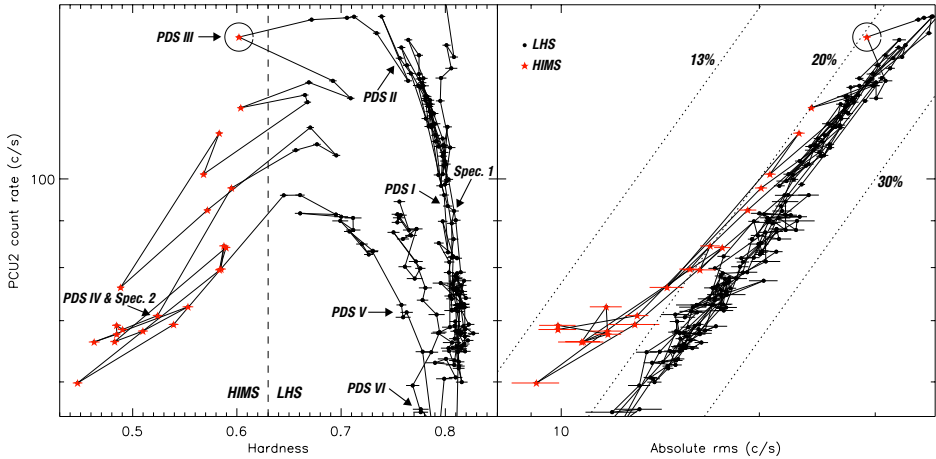 PDS III
PDS II
PDS I
Spec. 1
PDS IV & Spec. 2
PDS V
PDS VI
HIMS
LHS
100
PCU2 count rate (c/s)
0.5
0.6
0.7
0.8
Hardness
LHS
HIMS
13%
20%
30%
10
Absolute rms (c/s)